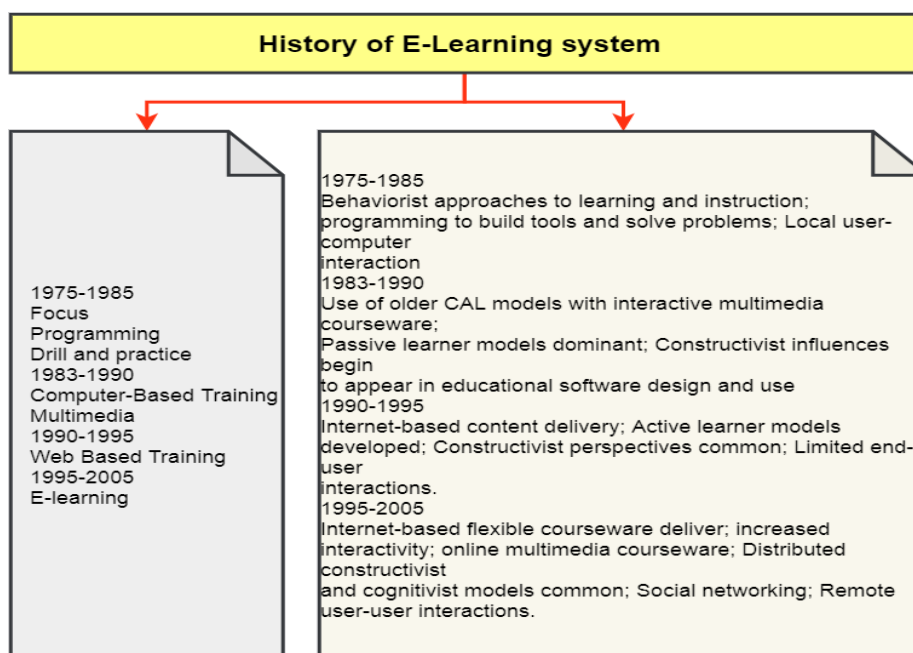 History of E-Learning system
1975-1985
Focus
Programming
Drill and practice
1983-1990
Computer-Based Training
Multimedia
1990-1995
Web Based Training
1995-2005
E-learning
1975-1985
Behaviorist approaches to learning and instruction;
programming to build tools and solve problems; Local user-
computer
interaction
1983-1990
Use of older CAL models with interactive multimedia
courseware;
Passive learner models dominant; Constructivist influences
begin
to appear in educational software design and use
1990-1995
Internet-based content delivery; Active learner models
developed; Constructivist perspectives common; Limited end-
user
interactions.
1995-2005
Internet-based flexible courseware deliver; increased
interactivity; online multimedia courseware; Distributed
constructivist
and cognitivist models common; Social networking; Remote
user-user interactions.